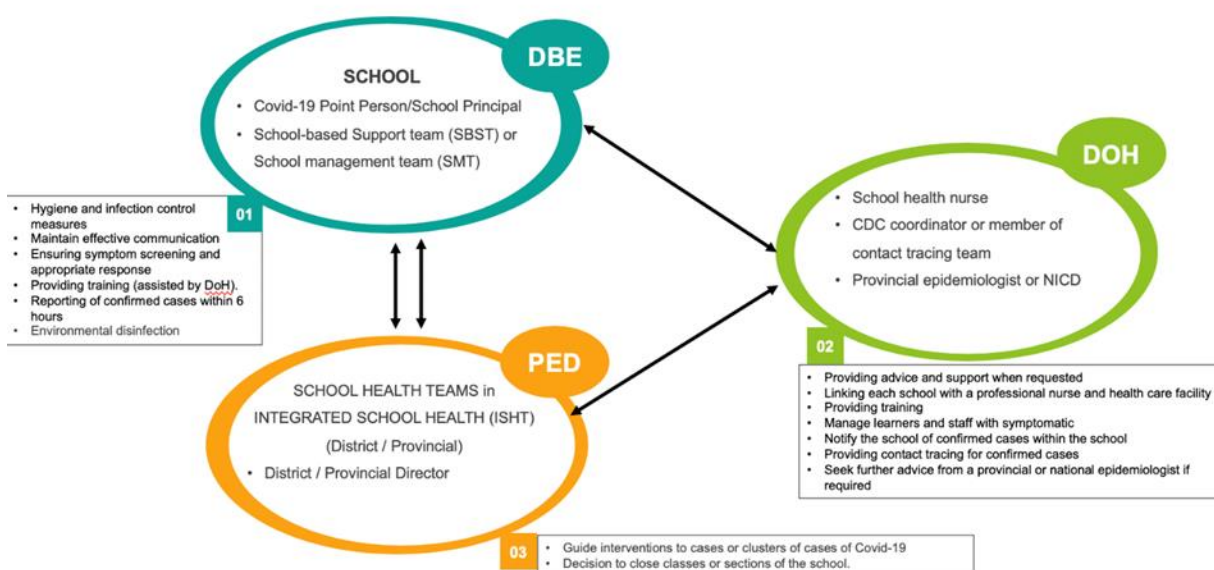 DBE
SCHOOL
• Covid-19 Point Person/School Principal
• School-based Support team (SBST) or
School management team (SMT)
01
• Hygiene and infection control
measures
• Maintain effective communication
• Ensuring symptom screening and
appropriate response
• Providing training (assisted by DoH).
• Reporting of confirmed cases within 6
hours
• Environmental disinfection
DOH
• School health nurse
• CDC coordinator or member of
contact tracing team
• Provincial epidemiologist or NICD
02
• Providing advice and support when requested
• Linking each school with a professional nurse and health care facility
• Providing training
• Manage learners and staff with symptomatic
• Notify the school of confirmed cases within the school
• Providing contact tracing for confirmed cases
• Seek further advice from a provincial or national epidemiologist if
required
PED
SCHOOL HEALTH TEAMS in
INTEGRATED SCHOOL HEALTH (ISHT)
(District / Provincial)
• District / Provincial Director
03
• Guide interventions to cases or clusters of cases of Covid-19
• Decision to close classes or sections of the school.